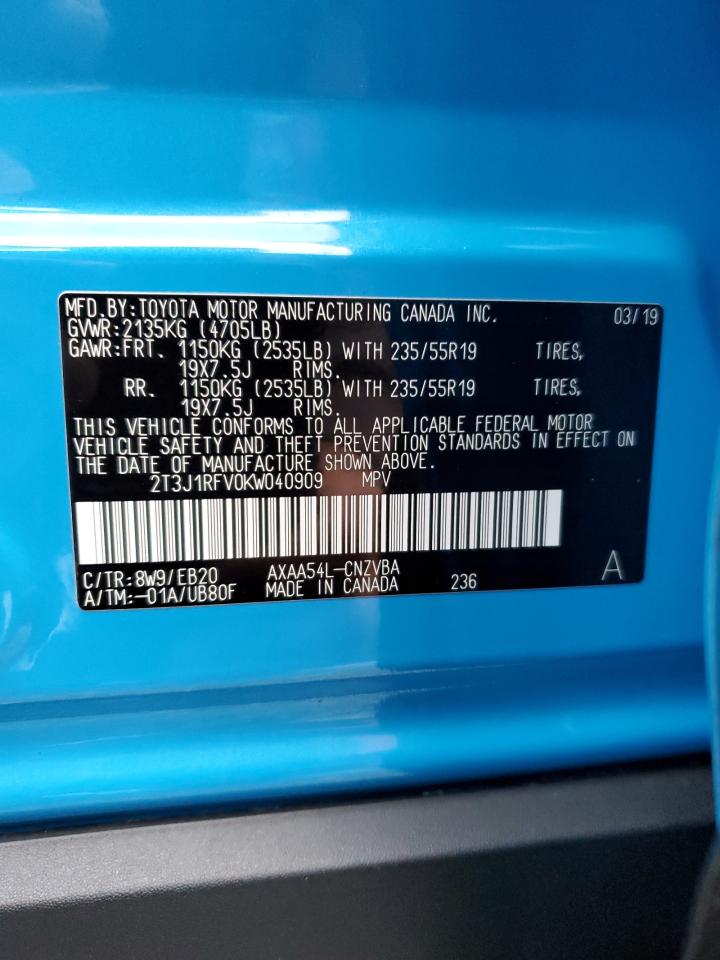 MFD.BY:TOYOTA MOTOR MANUFACTURING CANADA INC. 03/19
GVWR:2135KG (4705LB)
GAWR:FRT. 1150KG (2535LB) WITH 235/55R19 TIRES,
19X7.5J RIMS.
RR. 1150KG (2535LB) WITH 235/55R19 TIRES,
19X7.5J RIMS.
THIS VEHICLE CONFORMS TO ALL APPLICABLE FEDERAL MOTOR
VEHICLE SAFETY AND THEFT PREVENTION STANDARDS IN EFFECT ON
THE DATE OF MANUFACTURE SHOWN ABOVE.
2T3J1RFV0KW040909 MPV
C/TR:8W9/EB20 AXAA54L-CNZVBA
A/TM:-01A/UB80F MADE IN CANADA 236 A